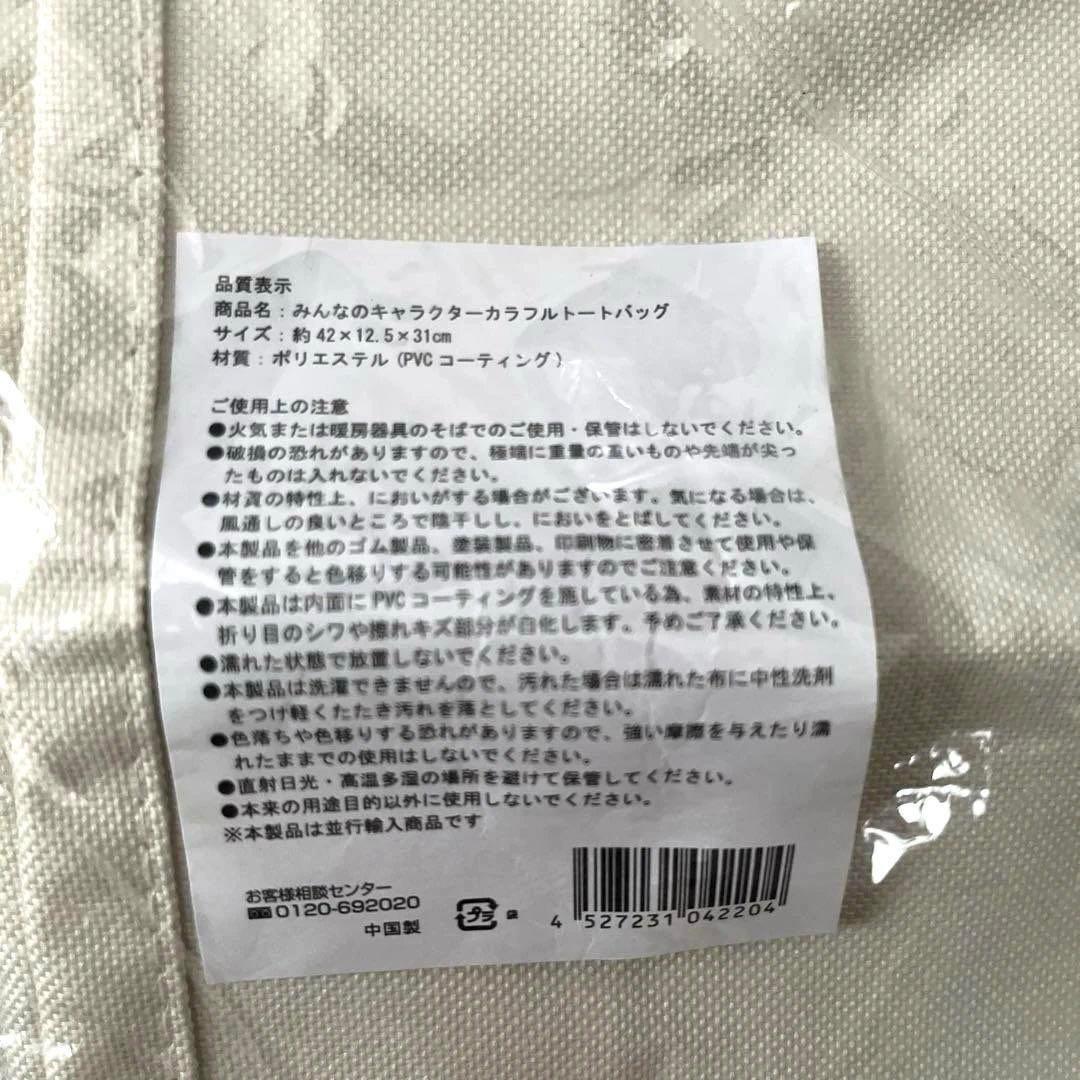 品質表示
商品名：みんなのキャラクターカラフルトートバッグ
サイズ：約42×12.5×31cm
材質：ポリエステル(PVCコーティング)
ご使用上の注意
●火気または暖房器具のそばでのご使用・保管はしないでください。
●破損の恐れがありますので、極端に重量の重いものや先端が尖っ
たものは入れないでください。
●材質の特性上、においがする場合がございます。気になる場合は、
風通しの良いところで陰干しし、においをとばしてください。
●本製品を他のゴム製品、塗装製品、印刷物に密着させて使用や保
管をすると色移りする可能性がありますのでご注意ください。
●本製品は内面にPVCコーティングを施している為、素材の特性上、
折り目のシワや擦れキズ部分が白化します。予めご了承ください。
●濡れた状態で放置しないでください。
●本製品は洗濯できませんので、汚れた場合は濡れた布に中性洗剤
をつけ軽くたたき汚れを落としてください。
●色落ちや色移りする恐れがありますので、強い摩擦を与えたり濡
れたままでの使用はしないでください。
●直射日光・高温多湿の場所を避けて保管してください。
●本来の用途目的以外に使用しないでください。
※本製品は並行輸入商品です
お客様相談センター
0120-692020
中国製
プラ 袋
4 527231 042204